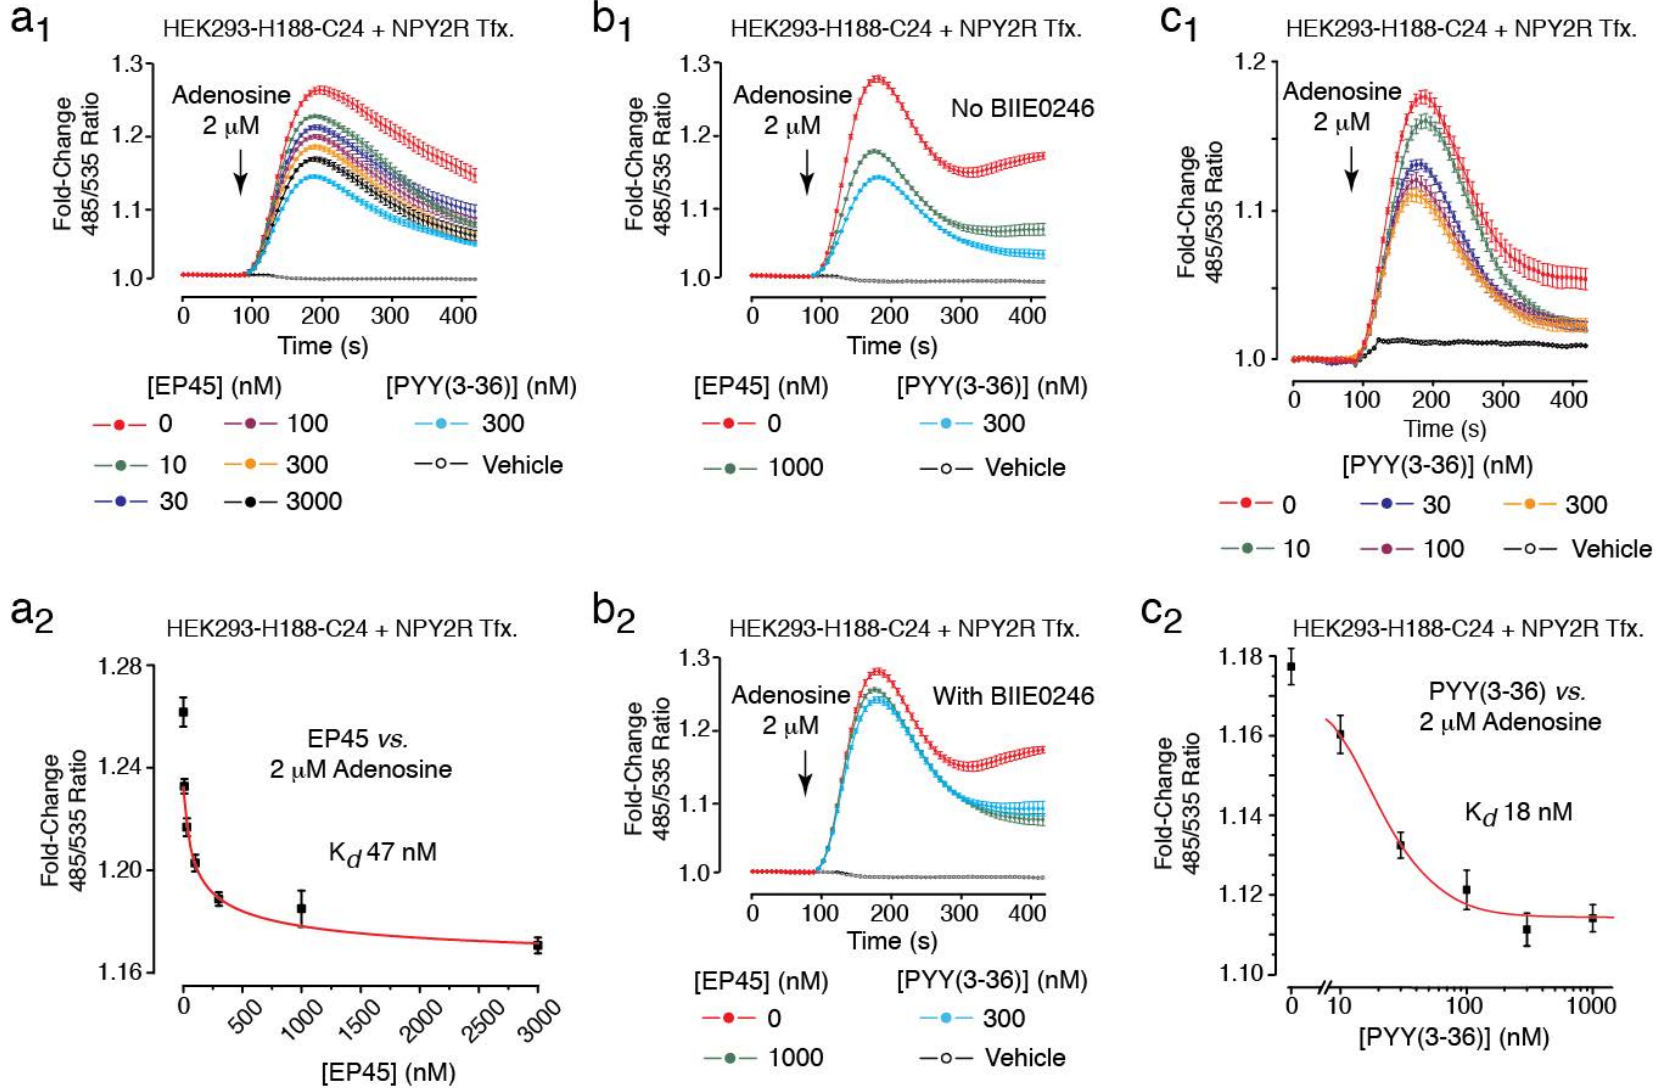 a1
HEK293-H188-C24 + NPY2R Tfx.
Fold-Change
485/535 Ratio
1.3
1.2
1.1
1.0
Adenosine
2 μM
0 100 200 300 400
Time (s)
[EP45] (nM) [PYY(3-36)] (nM)
0 100 300
10 300 Vehicle
30 3000
b1
HEK293-H188-C24 + NPY2R Tfx.
Fold-Change
485/535 Ratio
1.3
1.2
1.1
1.0
Adenosine
2 μM
No BIIE0246
0 100 200 300 400
Time (s)
[EP45] (nM) [PYY(3-36)] (nM)
0 300
1000 Vehicle
c1
HEK293-H188-C24 + NPY2R Tfx.
Fold-Change
485/535 Ratio
1.2
1.1
1.0
Adenosine
2 μM
0 100 200 300 400
Time (s)
[PYY(3-36)] (nM)
0 30 300
10 100 Vehicle
a2
HEK293-H188-C24 + NPY2R Tfx.
Fold-Change
485/535 Ratio
1.28
1.24
1.20
1.16
EP45 vs.
2 μM Adenosine
Kd 47 nM
0 500 1000 1500 2000 2500 3000
[EP45] (nM)
b2
HEK293-H188-C24 + NPY2R Tfx.
Fold-Change
485/535 Ratio
1.3
1.2
1.1
1.0
Adenosine
2 μM
With BIIE0246
0 100 200 300 400
Time (s)
[EP45] (nM) [PYY(3-36)] (nM)
0 300
1000 Vehicle
c2
HEK293-H188-C24 + NPY2R Tfx.
Fold-Change
485/535 Ratio
1.18
1.16
1.14
1.12
1.10
PYY(3-36) vs.
2 μM Adenosine
Kd 18 nM
0 10 100 1000
[PYY(3-36)] (nM)